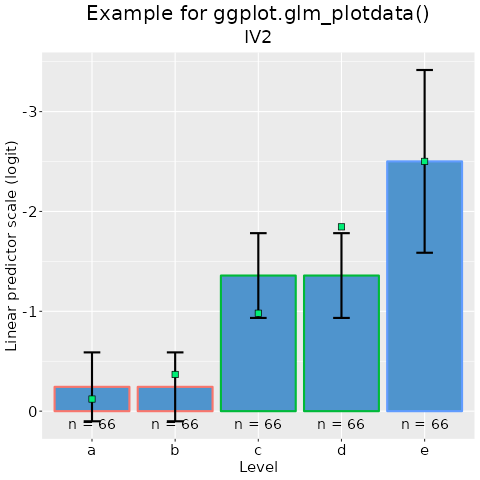 Example for ggplot.glm_plotdata()
IV2
Linear predictor scale (logit)
-3
-2
-1
0
n = 66 n = 66 n = 66 n = 66 n = 66
a b c d e
Level